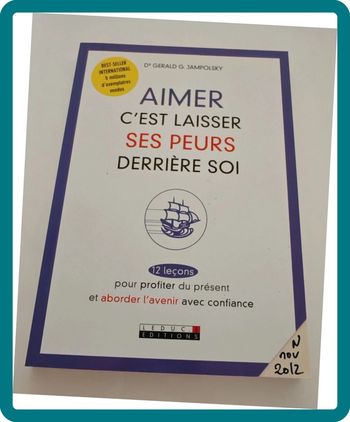 Dr GERALD G. JAMPOLSKY
BEST-SELLER
INTERNATIONAL
5 millions
d'exemplaires
vendus
AIMER
C'EST LAISSER
SES PEURS
DERRIÈRE SOI
12 leçons
pour profiter du présent
et aborder l'avenir avec confiance
LEDUC.S
EDITIONS
N
nov
2012